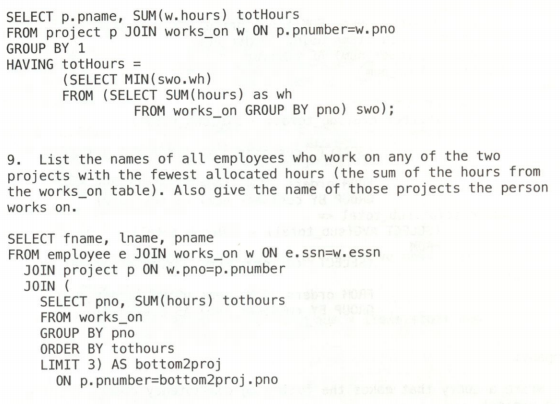 SELECT p.pname, SUM(w.hours) totHours
FROM project p JOIN works_on w ON p.pnumber=w.pno
GROUP BY 1
HAVING totHours =
(SELECT MIN(swo.wh)
FROM (SELECT SUM(hours) as wh
FROM works_on GROUP BY pno) swo);
9. List the names of all employees who work on any of the two
projects with the fewest allocated hours (the sum of the hours from
the works_on table). Also give the name of those projects the person
works on.
SELECT fname, lname, pname
FROM employee e JOIN works_on w ON e.ssn=w.essn
JOIN project p ON w.pno=p.pnumber
JOIN (
SELECT pno, SUM(hours) tothours
FROM works_on
GROUP BY pno
ORDER BY tothours
LIMIT 3) AS bottom2proj
ON p.pnumber=bottom2proj.pno